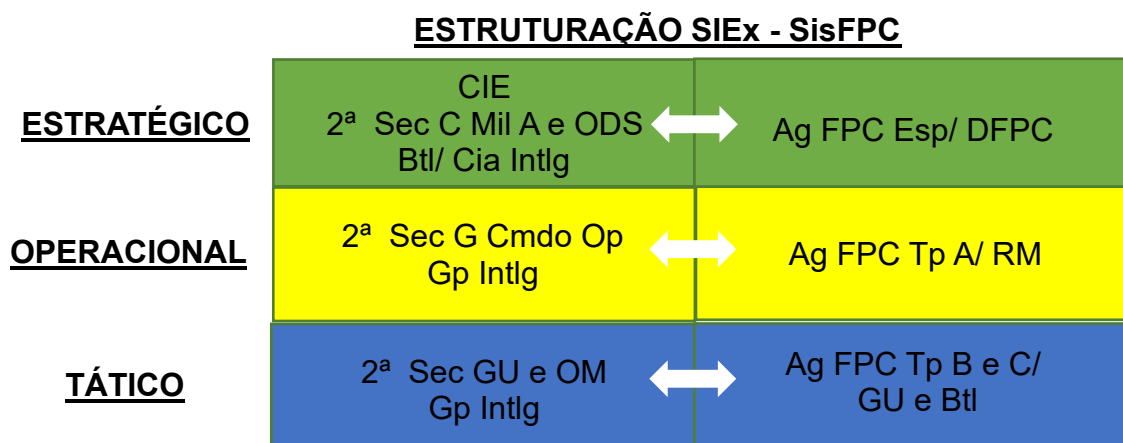 ESTRUTURAÇÃO SIEx - SisFPC
ESTRATÉGICO
CIE
2ª Sec C Mil A e ODS
Btl/ Cia Intlg
Ag FPC Esp/ DFPC
OPERACIONAL
2ª Sec G Cmdo Op
Gp Intlg
Ag FPC Tp A/ RM
TÁTICO
2ª Sec GU e OM
Gp Intlg
Ag FPC Tp B e C/
GU e Btl